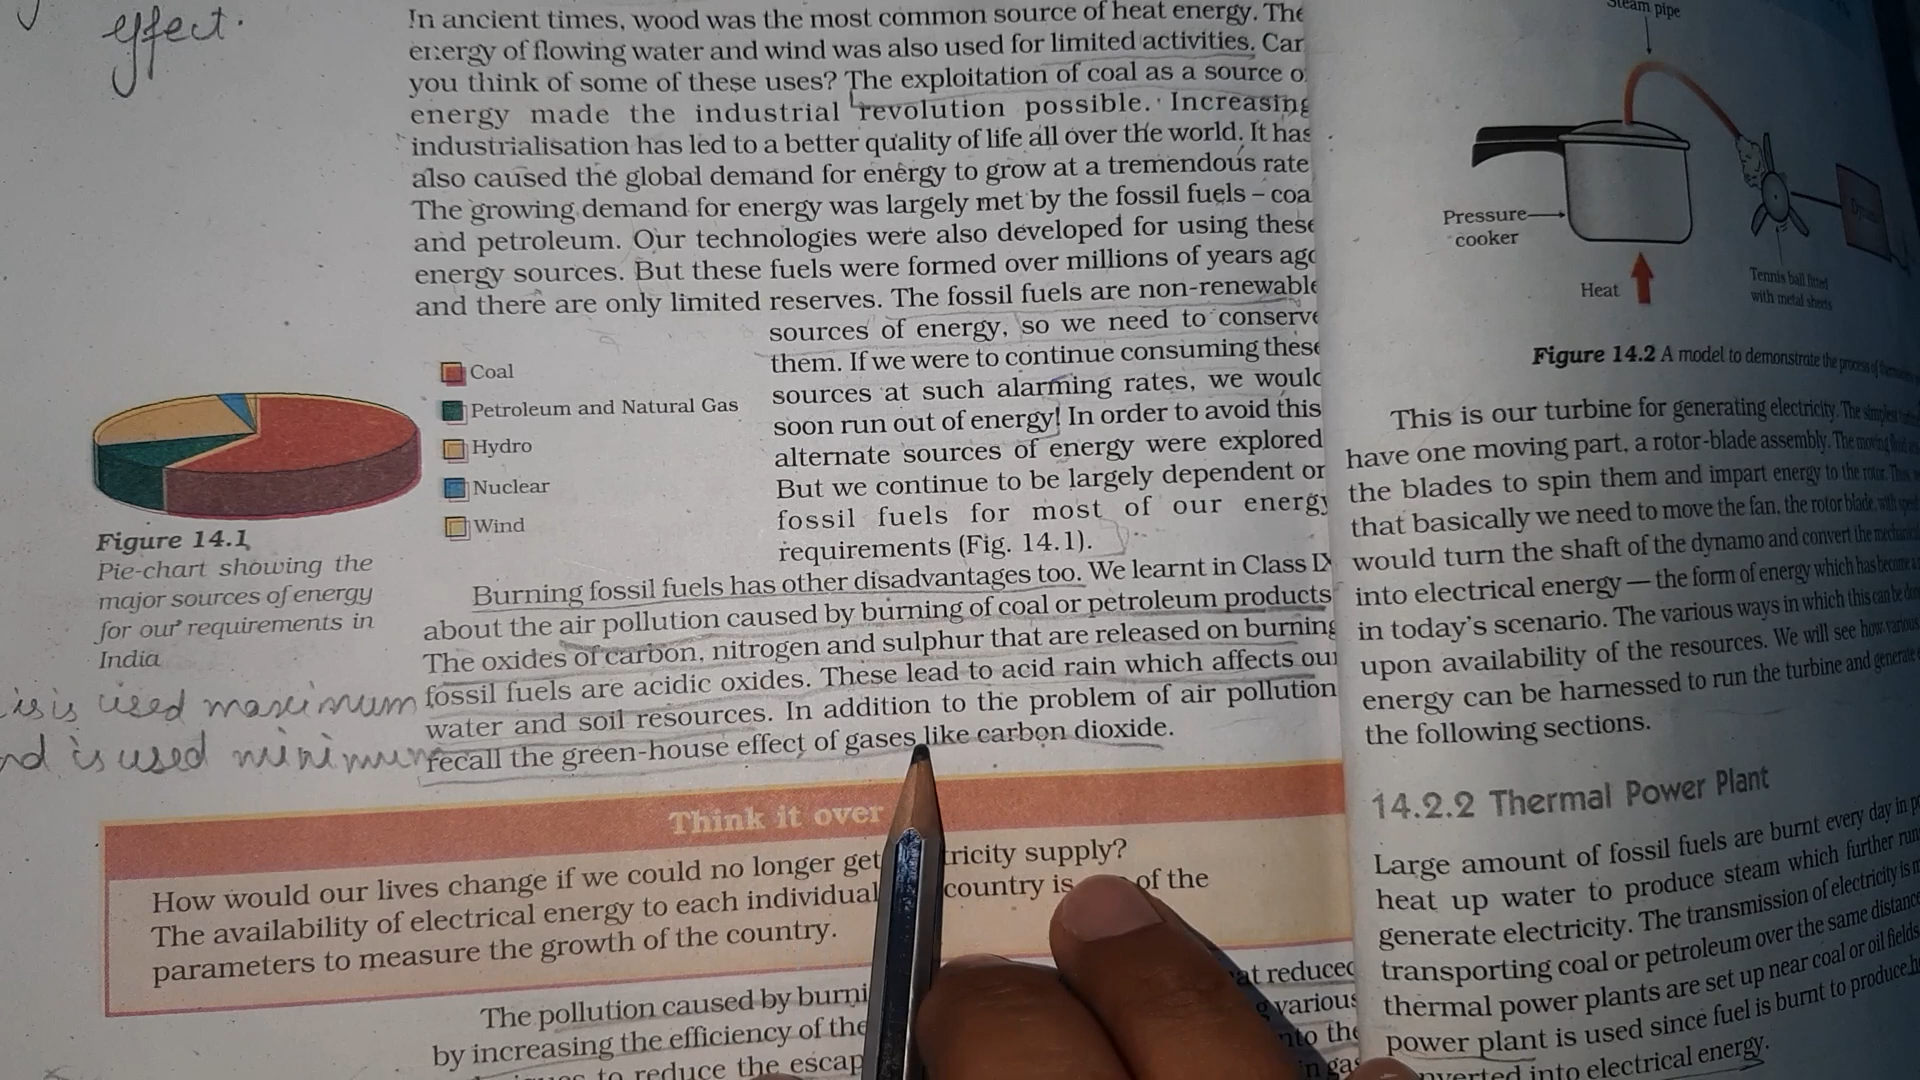 effect.
In ancient times, wood was the most common source of heat energy. The
energy of flowing water and wind was also used for limited activities. Can
you think of some of these uses? The exploitation of coal as a source o
energy made the industrial revolution possible. Increasing
industrialisation has led to a better quality of life all over the world. It has
also caused the global demand for energy to grow at a tremendous rate
The growing demand for energy was largely met by the fossil fuels – coa
and petroleum. Our technologies were also developed for using these
energy sources. But these fuels were formed over millions of years ago
and there are only limited reserves. The fossil fuels are non-renewable
sources of energy, so we need to conserve
them. If we were to continue consuming these
sources at such alarming rates, we would
soon run out of energy! In order to avoid this
alternate sources of energy were explored
But we continue to be largely dependent on
fossil fuels for most of our energy
requirements (Fig. 14.1).
Coal
Petroleum and Natural Gas
Hydro
Nuclear
Wind
Figure 14.1
Pie-chart showing the
major sources of energy
for our requirements in
India
is used maximum
nd is used minimum
Burning fossil fuels has other disadvantages too. We learnt in Class IX
about the air pollution caused by burning of coal or petroleum products
The oxides of carbon, nitrogen and sulphur that are released on burning
fossil fuels are acidic oxides. These lead to acid rain which affects our
water and soil resources. In addition to the problem of air pollution
recall the green-house effect of gases like carbon dioxide.
Think it over
How would our lives change if we could no longer get tricity supply?
The availability of electrical energy to each individual country is of the
parameters to measure the growth of the country.
The pollution caused by burni at reduced
by increasing the efficiency of the various
to reduce the escap nto the
Steam pipe
Pressure
cooker
Heat
Tennis ball fitted
with metal sheets
Figure 14.2 A model to demonstrate the process of
This is our turbine for generating electricity. The simplest
have one moving part, a rotor-blade assembly. The moving fluid
the blades to spin them and impart energy to the rotor. Thus,
that basically we need to move the fan, the rotor blade, with
would turn the shaft of the dynamo and convert the mechanical
into electrical energy — the form of energy which has become a
in today's scenario. The various ways in which this can be
upon availability of the resources. We will see how various
energy can be harnessed to run the turbine and generate
the following sections.
14.2.2 Thermal Power Plant
Large amount of fossil fuels are burnt every day in p
heat up water to produce steam which further run
generate electricity. The transmission of electricity is m
transporting coal or petroleum over the same distance
thermal power plants are set up near coal or oil fields
power plant is used since fuel is burnt to produce h
nverted into electrical energy.